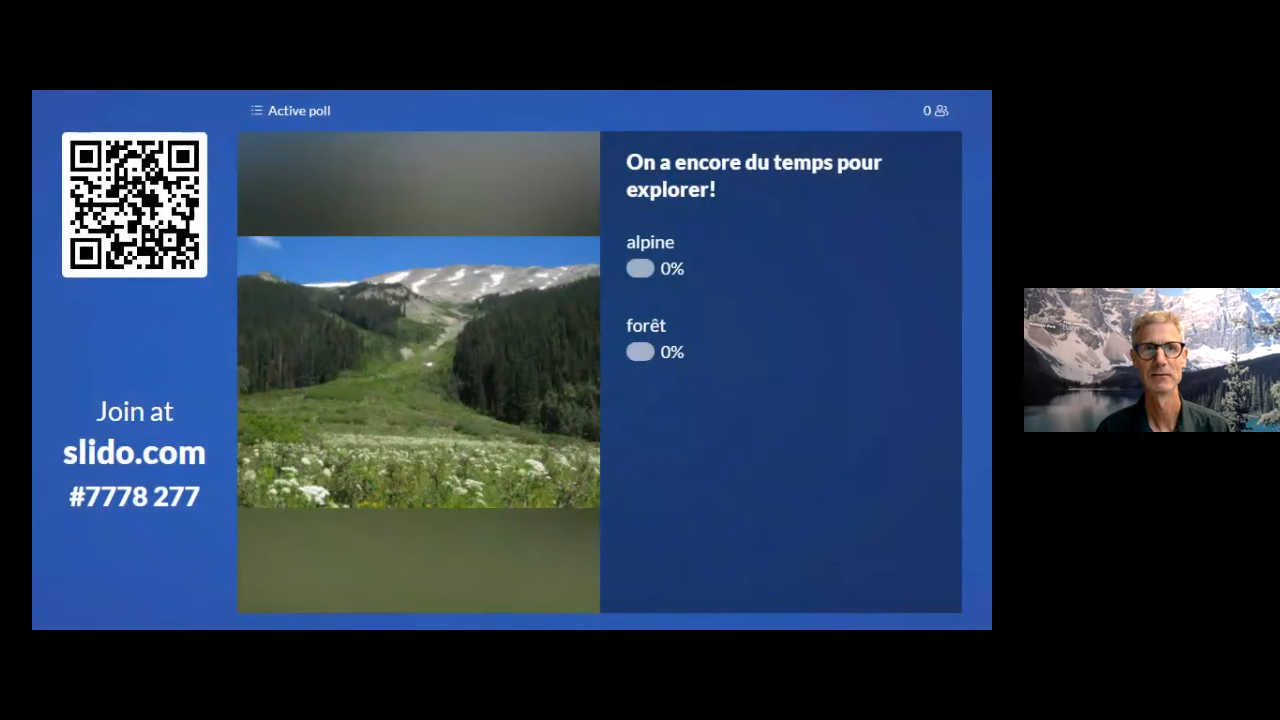 Active poll
0
Join at
slido.com
#7778 277
On a encore du temps pour
explorer!
alpine
0%
forêt
0%